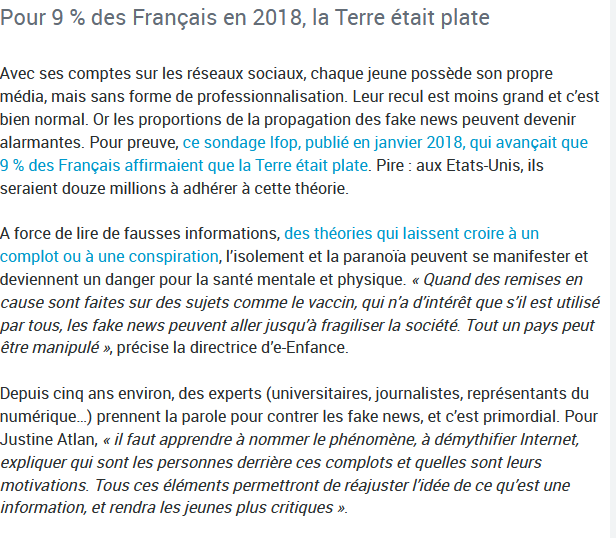 Pour 9 % des Français en 2018, la Terre était plate
Avec ses comptes sur les réseaux sociaux, chaque jeune possède son propre
média, mais sans forme de professionnalisation. Leur recul est moins grand et c’est
bien normal. Or les proportions de la propagation des fake news peuvent devenir
alarmantes. Pour preuve, ce sondage Ifop, publié en janvier 2018, qui avançait que
9 % des Français affirmaient que la Terre était plate. Pire : aux Etats-Unis, ils
seraient douze millions à adhérer à cette théorie.
A force de lire de fausses informations, des théories qui laissent croire à un
complot ou à une conspiration, l’isolement et la paranoïa peuvent se manifester et
deviennent un danger pour la santé mentale et physique. « Quand des remises en
cause sont faites sur des sujets comme le vaccin, qui n’a d’intérêt que s’il est utilisé
par tous, les fake news peuvent aller jusqu’à fragiliser la société. Tout un pays peut
être manipulé », précise la directrice d’e-Enfance.
Depuis cinq ans environ, des experts (universitaires, journalistes, représentants du
numérique…) prennent la parole pour contrer les fake news, et c’est primordial. Pour
Justine Atlan, « il faut apprendre à nommer le phénomène, à démythifier Internet,
expliquer qui sont les personnes derrière ces complots et quelles sont leurs
motivations. Tous ces éléments permettront de réajuster l’idée de ce qu’est une
information, et rendra les jeunes plus critiques ».